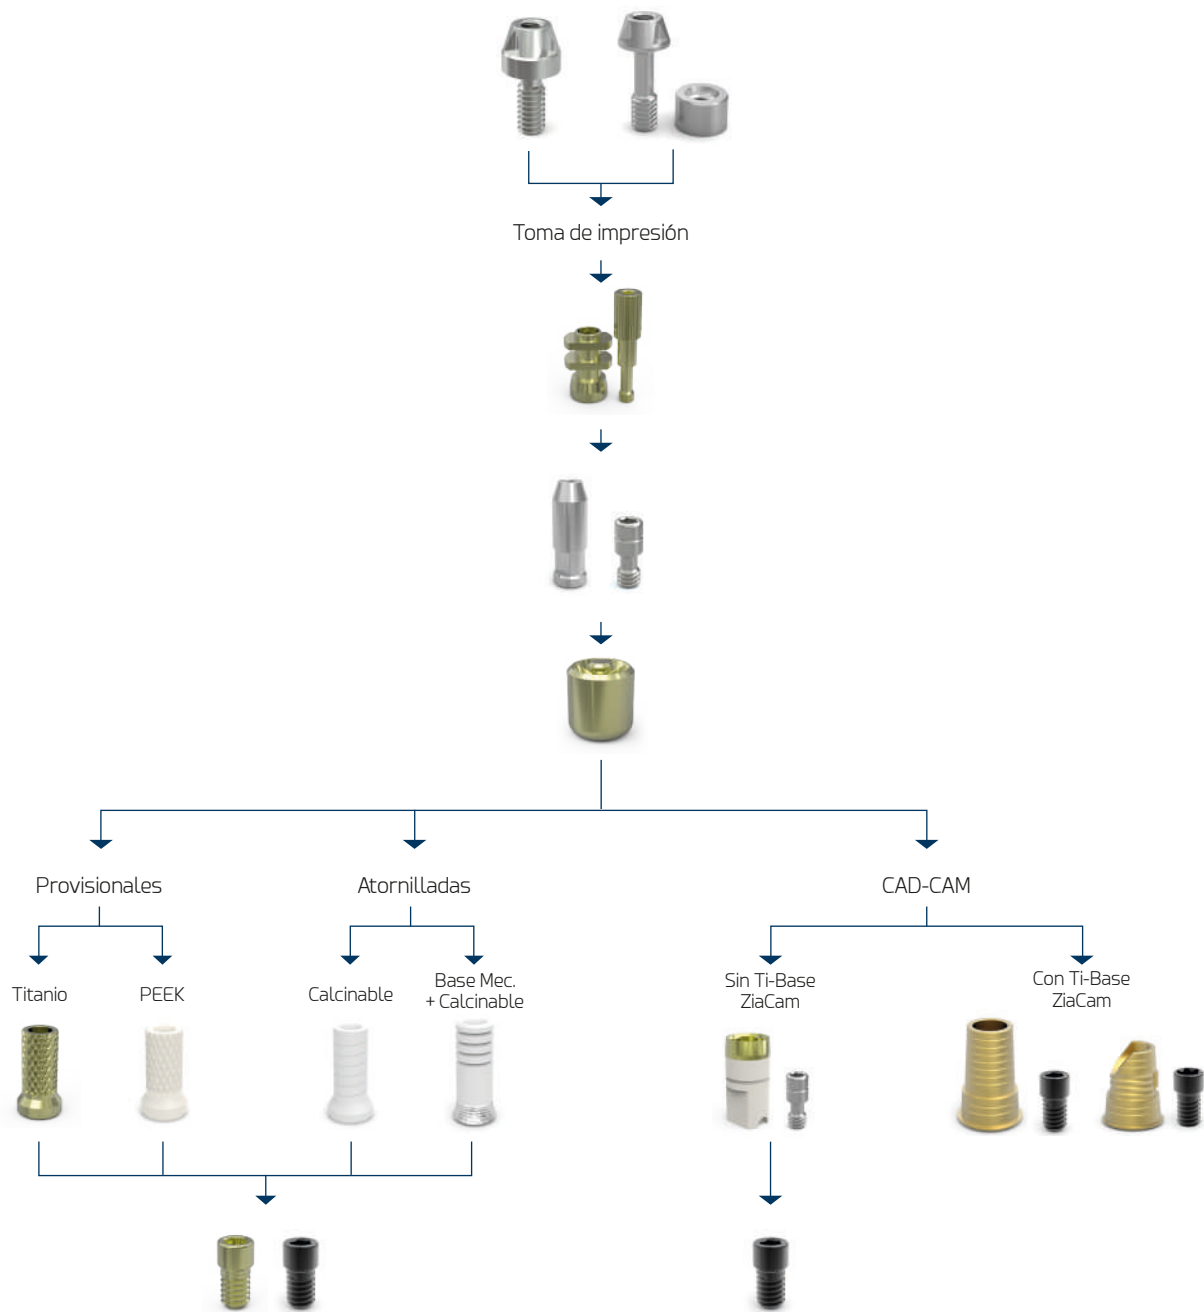 Toma de impresión
Provisionales
Atornilladas
CAD-CAM
Titanio
PEEK
Calcinable
Base Mec.
+ Calcinable
Sin Ti-Base
ZiaCam
Con Ti-Base
ZiaCam